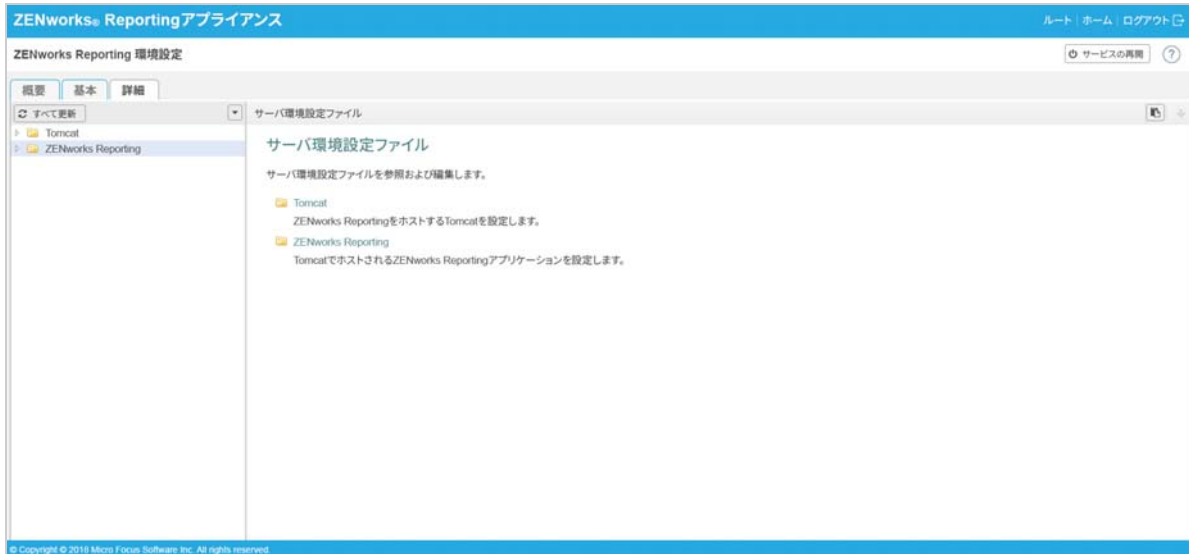 ZENworks® Reportingアプライアンス
ルート | ホーム | ログアウト
ZENworks Reporting 環境設定
サービスの再開
?
概要 基本 詳細
すべて更新
サーバ環境設定ファイル
Tomcat
ZENworks Reporting
サーバ環境設定ファイル
サーバ環境設定ファイルを参照および編集します。
Tomcat
ZENworks ReportingをホストするTomcatを設定します。
ZENworks Reporting
TomcatでホストされるZENworks Reportingアプリケーションを設定します。
© Copyright © 2018 Micro Focus Software Inc. All rights reserved.